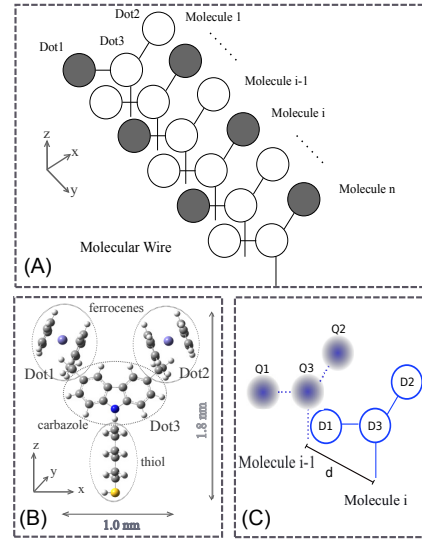 Dot2
Molecule 1
Dot3
Dot1
Molecule i-1
Molecule i
Molecule n
z
x
y
Molecular Wire
(A)
ferrocenes
Dot1
Dot2
carbazole
Dot3
thiol
1.8 nm
z
y
x
(B)
1.0 nm
Q2
Q1
Q3
D2
D1
D3
Molecule i-1
d
Molecule i
(C)